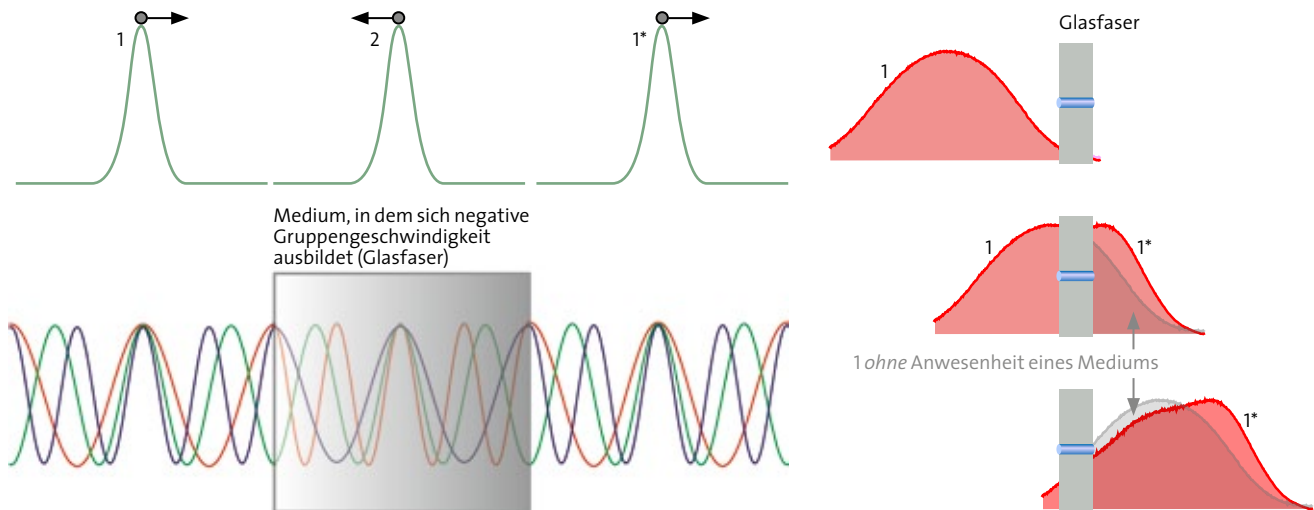 1
2
1*
Medium, in dem sich negative
Gruppengeschwindigkeit
ausbildet (Glasfaser)
Glasfaser
1
1
1*
1 ohne Anwesenheit eines Mediums
1*